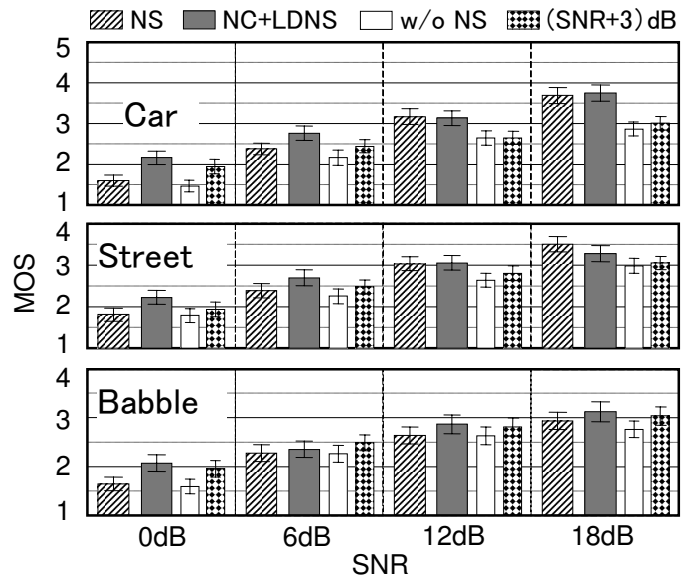 NS NC+LDNS w/o NS (SNR+3)dB
5
4
3
2
1
Car
4
3
2
1
Street
4
3
2
1
Babble
MOS
0dB 6dB 12dB 18dB
SNR